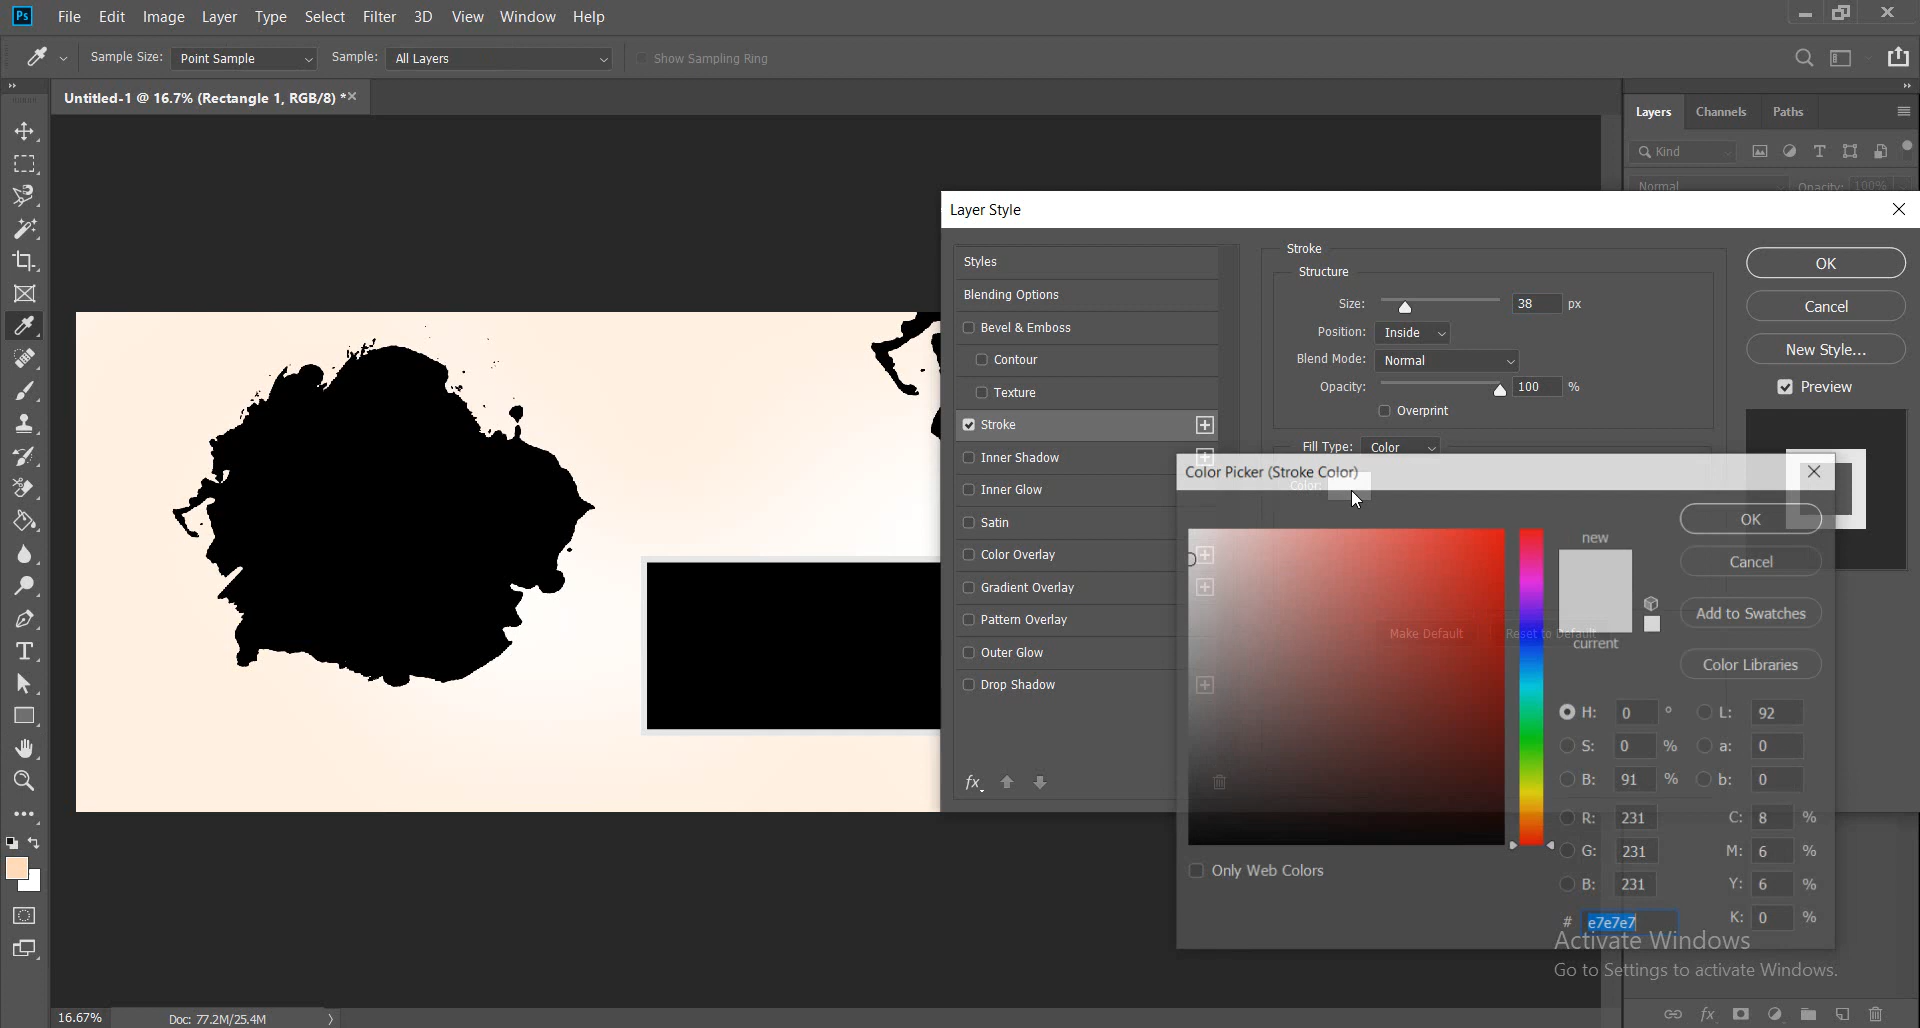 Ps File Edit Image Layer Type Select Filter 3D View Window Help
Sample Size: Point Sample Sample: All Layers Show Sampling Ring
Untitled-1 @ 16.7% (Rectangle 1, RGB/8) *
Layers Channels Paths
Kind
Normal Opacity: 100%
Layer Style
Styles
Blending Options
Bevel & Emboss
Contour
Texture
Stroke
Inner Shadow
Inner Glow
Satin
Color Overlay
Gradient Overlay
Pattern Overlay
Outer Glow
Drop Shadow
fx
Stroke
Structure
Size: 38 px
Position: Inside
Blend Mode: Normal
Opacity: 100 %
Overprint
Fill Type: Color
Color:
Make Default Reset to Default
OK
Cancel
New Style...
Preview
Color Picker (Stroke Color)
new
current
OK
Cancel
Add to Swatches
Color Libraries
H: 0 ° L: 92
S: 0 % a: 0
B: 91 % b: 0
R: 231 C: 8 %
G: 231 M: 6 %
B: 231 Y: 6 %
# e7e7e7 K: 0 %
Only Web Colors
Activate Windows
Go to Settings to activate Windows.
16.67% Doc: 77.2M/25.4M
fx